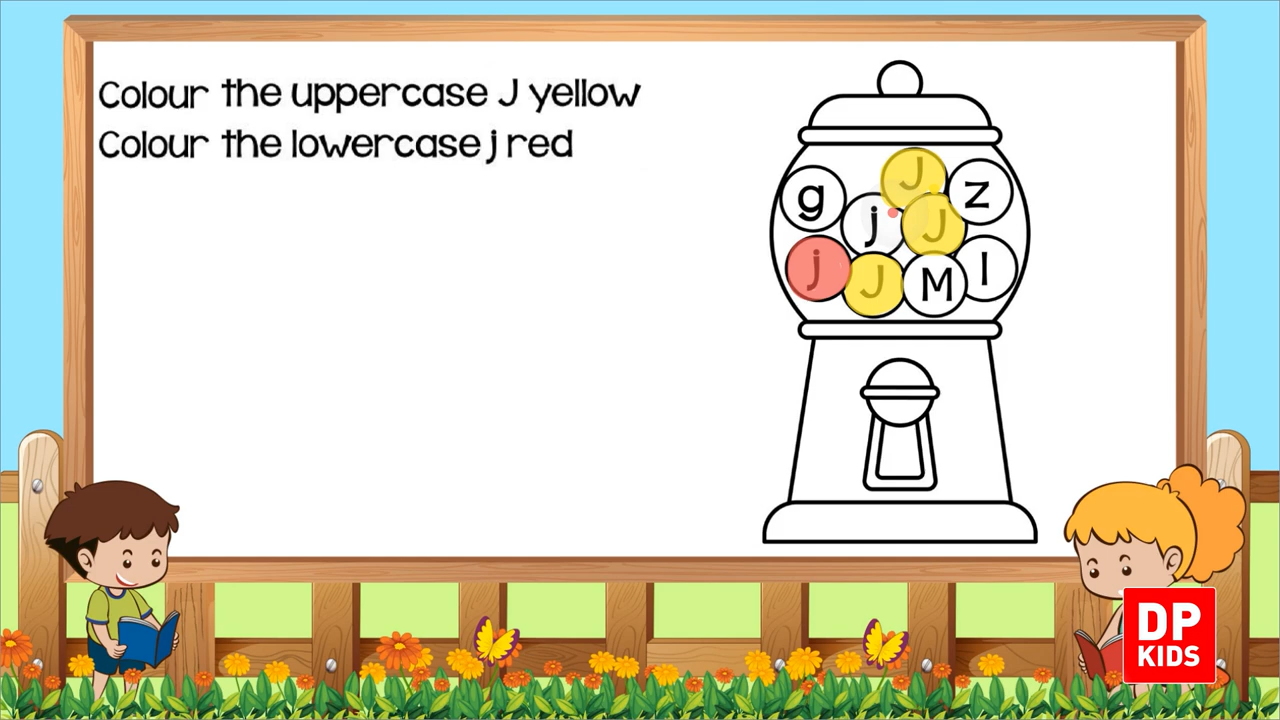 Colour the uppercase J yellow
Colour the lowercase j red
J
g
z
j
J
j
J
M
l
DP
KIDS